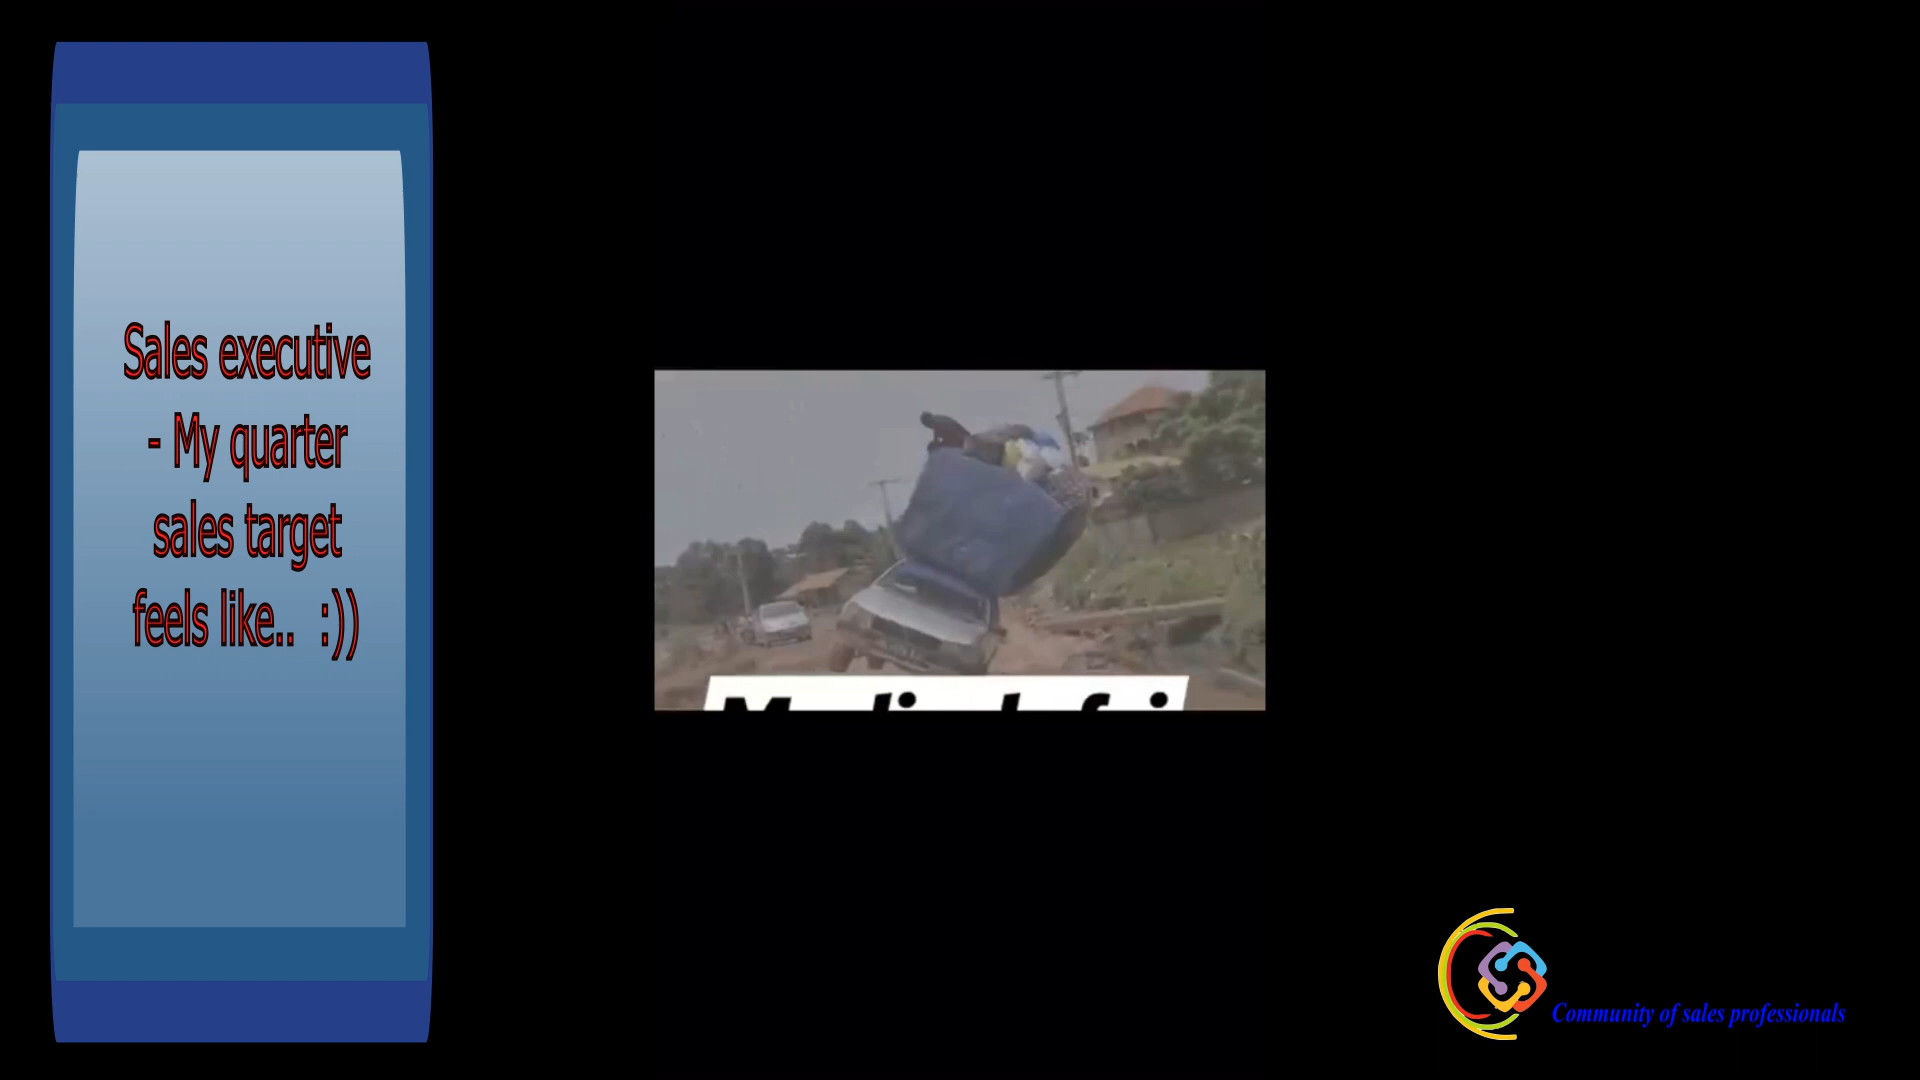 Sales executive
- My quarter
sales target
feels like.. :))
Community of sales professionals